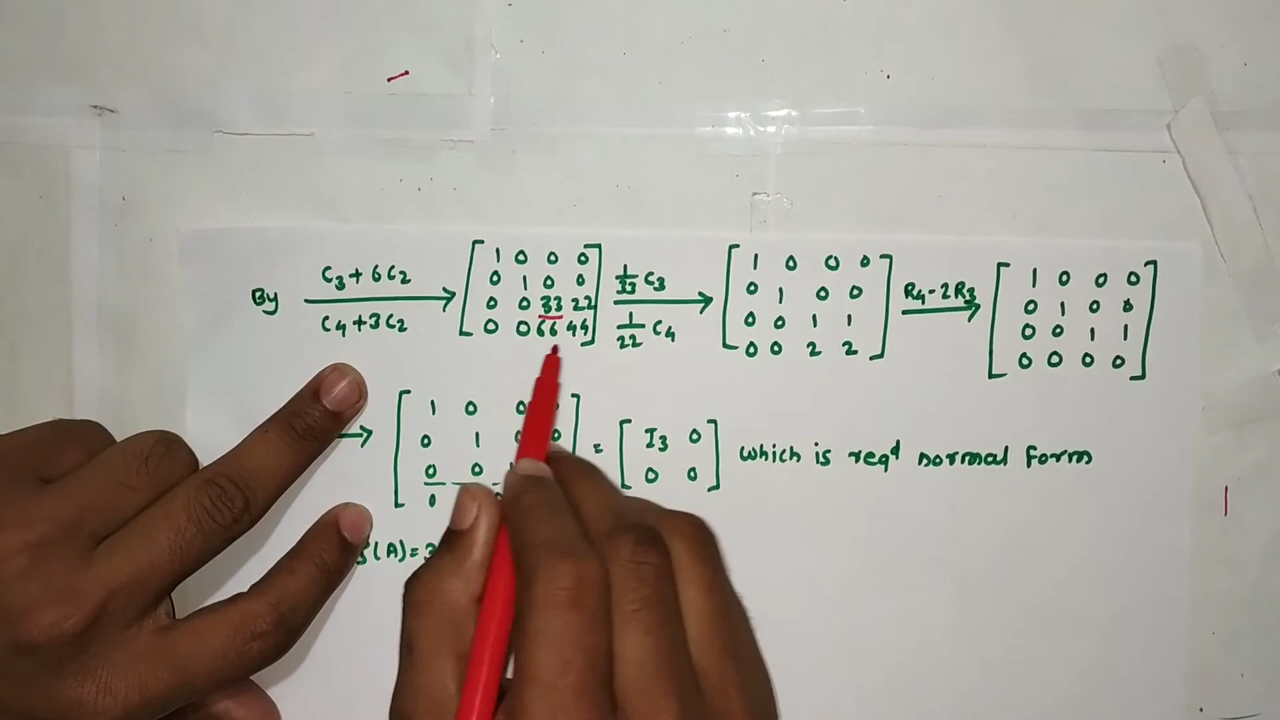 By C3 + 6C2 [ 1 0 0 0 1/33 C3 [ 1 0 0 0 R4 - 2R3 [ 1 0 0 0
C4 + 3C2 0 1 0 0 1/22 C4 0 1 0 0 0 1 0 0
0 0 33 22 0 0 1 1 0 0 1 1
0 0 66 44 ] 0 0 2 2 ] 0 0 0 0 ]
→ [ 1 0 0
0 1 0
0 0
0 ] = [ I3 0
0 0 ] which is reqd normal form
ρ(A) = 3